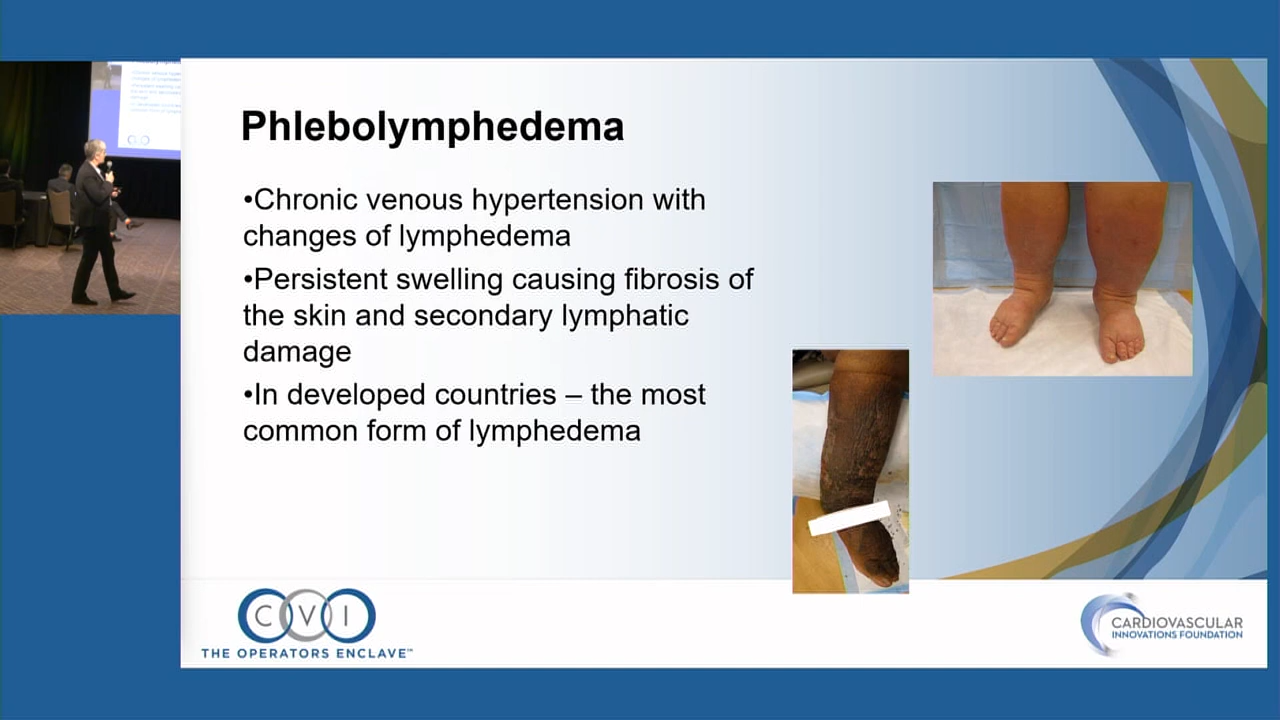 Phlebolymphedema
•Chronic venous hypertension with
changes of lymphedema
•Persistent swelling causing fibrosis of
the skin and secondary lymphatic
damage
•In developed countries – the most
common form of lymphedema
CVI
THE OPERATORS ENCLAVE™
CARDIOVASCULAR
INNOVATIONS FOUNDATION